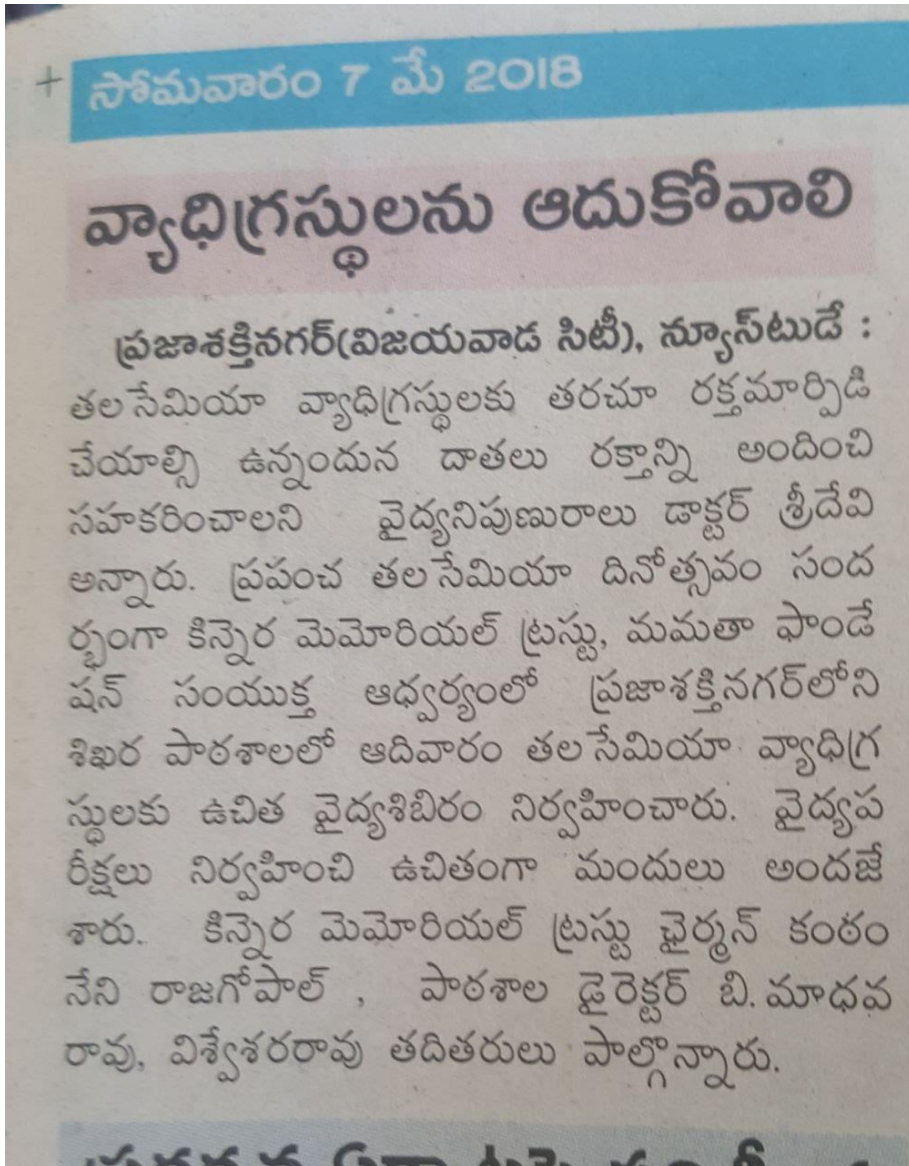 సోమవారం 7 మే 2018
వ్యాధిగ్రస్థులను ఆదుకోవాలి
ప్రజాశక్తినగర్(విజయవాడ సిటీ), న్యూస్‌టుడే :
తలసేమియా వ్యాధిగ్రస్థులకు తరచూ రక్తమార్పిడి
చేయాల్సి ఉన్నందున దాతలు రక్తాన్ని అందించి
సహకరించాలని వైద్యనిపుణురాలు డాక్టర్ శ్రీదేవి
అన్నారు. ప్రపంచ తలసేమియా దినోత్సవం సంద
ర్భంగా కిన్నెర మెమోరియల్ ట్రస్టు, మమతా ఫౌండే
షన్ సంయుక్త ఆధ్వర్యంలో ప్రజాశక్తినగర్‌లోని
శిఖర పాఠశాలలో ఆదివారం తలసేమియా వ్యాధిగ్ర
స్థులకు ఉచిత వైద్యశిబిరం నిర్వహించారు. వైద్యప
రీక్షలు నిర్వహించి ఉచితంగా మందులు అందజే
శారు. కిన్నెర మెమోరియల్ ట్రస్టు ఛైర్మన్ కంఠం
నేని రాజగోపాల్ , పాఠశాల డైరెక్టర్ బి. మాధవ
రావు, విశ్వేశరరావు తదితరులు పాల్గొన్నారు.